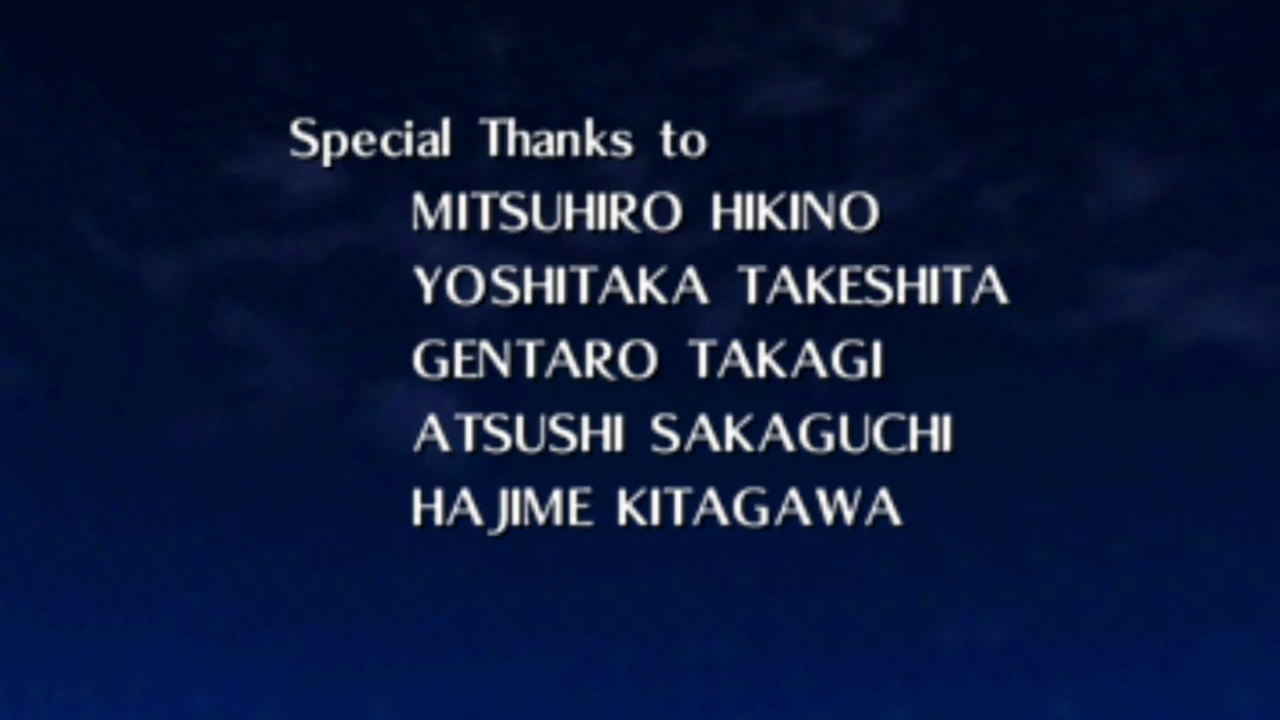 Special Thanks to
MITSUHIRO HIKINO
YOSHITAKA TAKESHITA
GENTARO TAKAGI
ATSUSHI SAKAGUCHI
HAJIME KITAGAWA